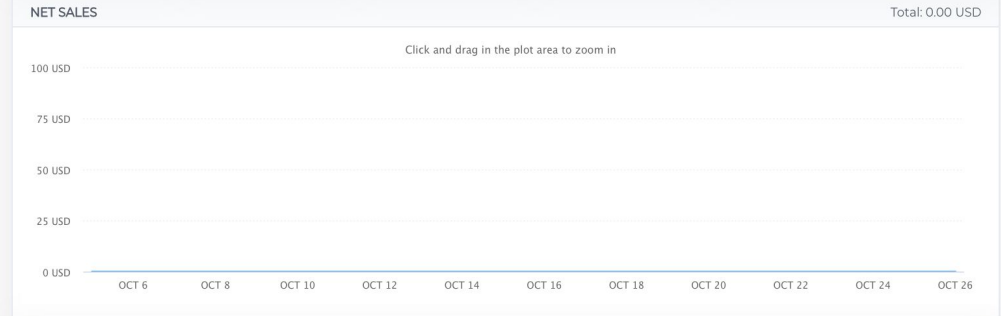 NET SALES Total: 0.00 USD
Click and drag in the plot area to zoom in
100 USD
75 USD
50 USD
25 USD
0 USD
OCT 6 OCT 8 OCT 10 OCT 12 OCT 14 OCT 16 OCT 18 OCT 20 OCT 22 OCT 24 OCT 26